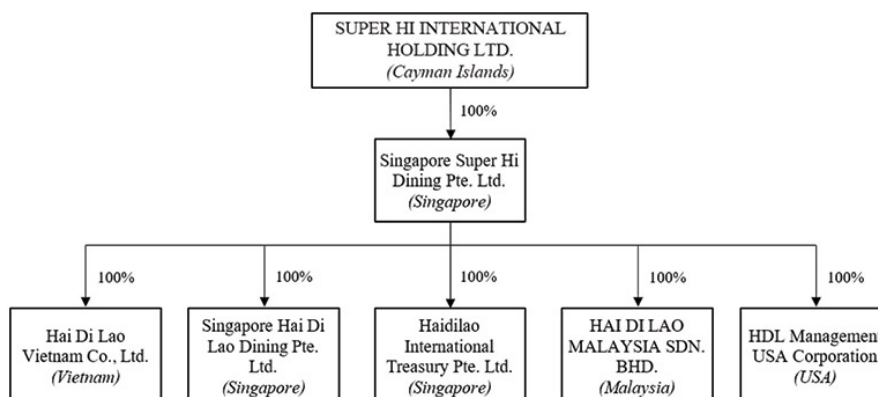 SUPER HI INTERNATIONAL
HOLDING LTD.
(Cayman Islands)
100%
Singapore Super Hi
Dining Pte. Ltd.
(Singapore)
100%
100%
100%
100%
100%
Hai Di Lao
Vietnam Co., Ltd.
(Vietnam)
Singapore Hai Di
Lao Dining Pte.
Ltd.
(Singapore)
Haidilao
International
Treasury Pte. Ltd.
(Singapore)
HAI DI LAO
MALAYSIA SDN.
BHD.
(Malaysia)
HDL Management
USA Corporation
(USA)